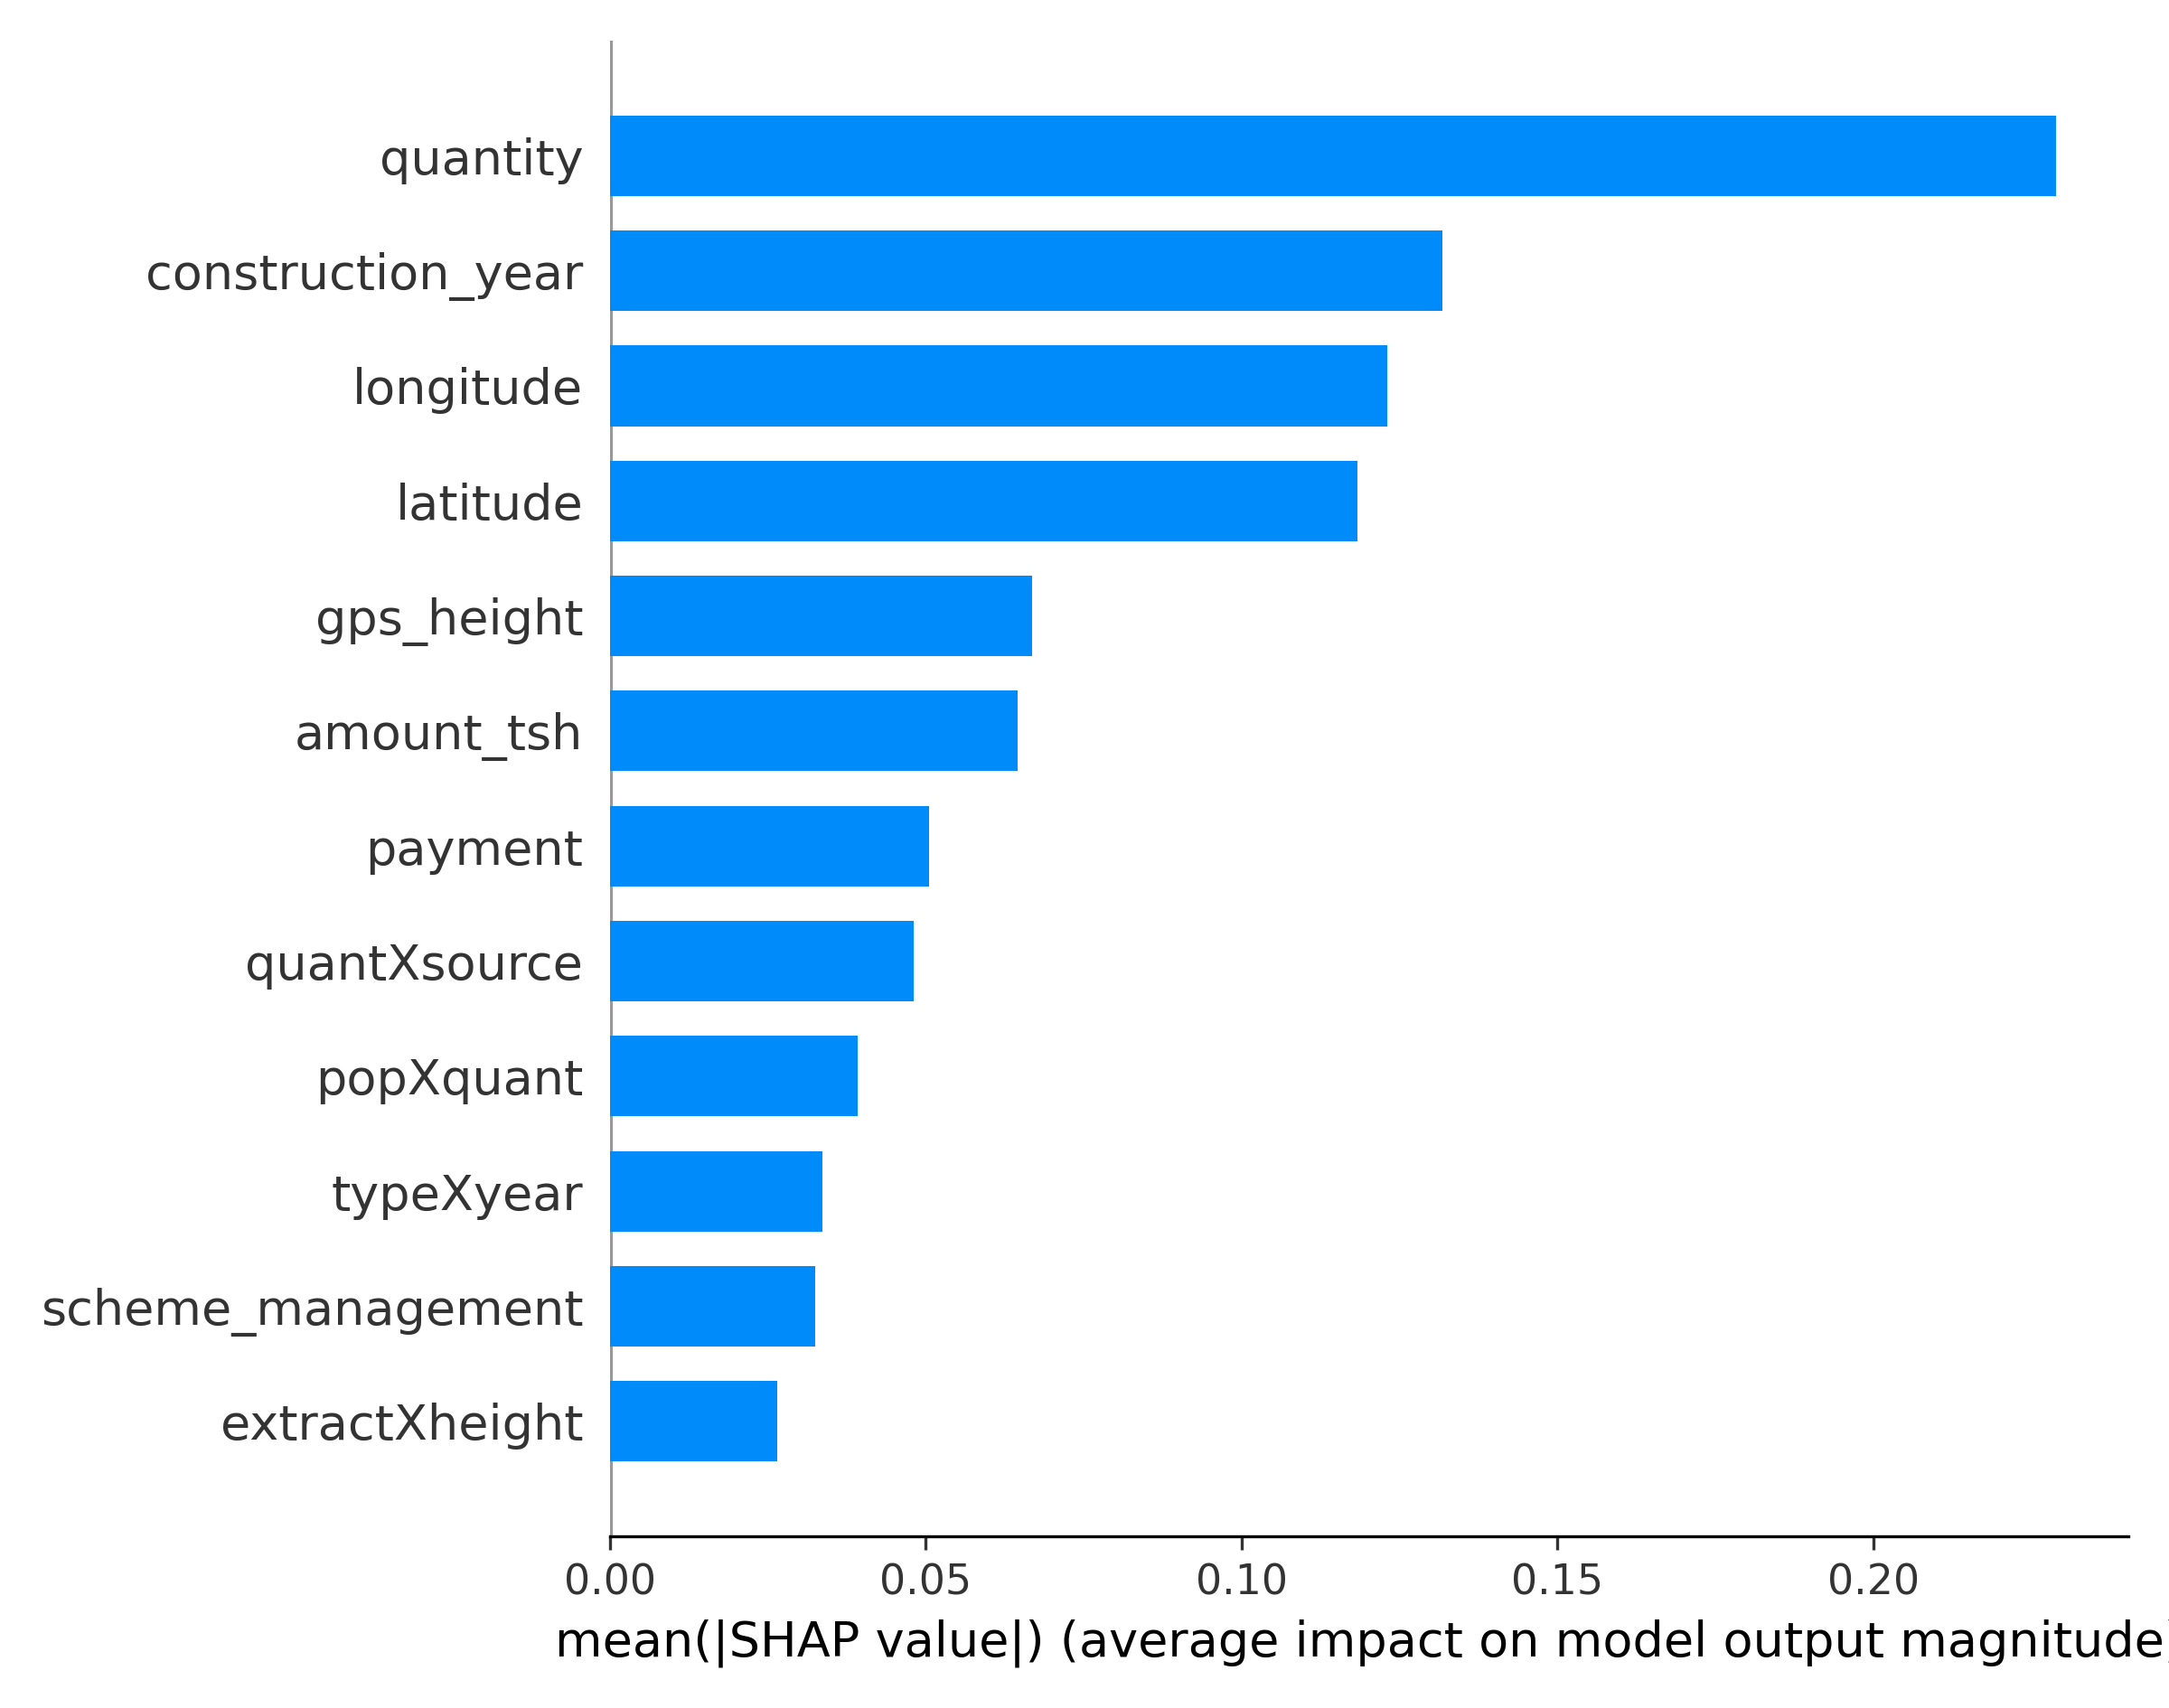 quantity
construction_year
longitude
latitude
gps_height
amount_tsh
payment
quantXsource
popXquant
typeXyear
scheme_management
extractXheight
0.00 0.05 0.10 0.15 0.20
mean(|SHAP value|) (average impact on model output magnitude)